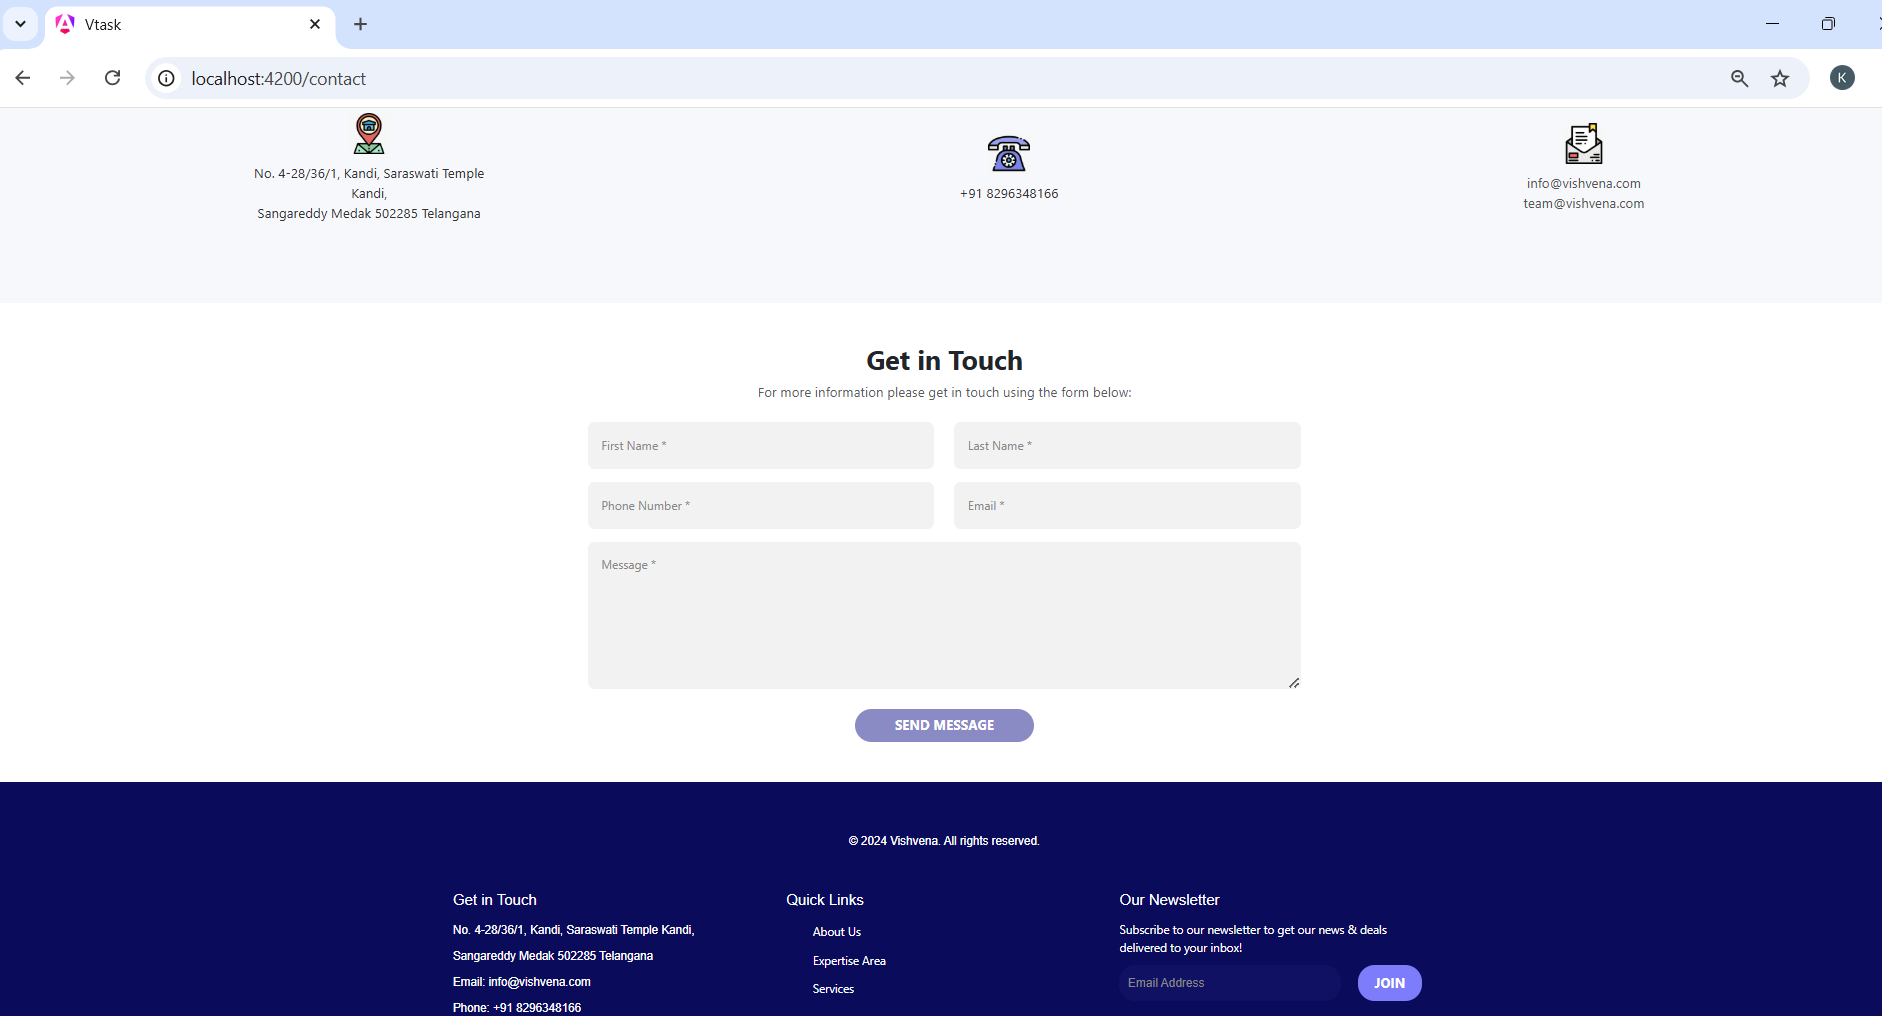 Vtask
localhost:4200/contact
K
No. 4-28/36/1, Kandi, Saraswati Temple
Kandi,
Sangareddy Medak 502285 Telangana
+91 8296348166
info@vishvena.com
team@vishvena.com
Get in Touch
For more information please get in touch using the form below:
First Name *
Last Name *
Phone Number *
Email *
Message *
SEND MESSAGE
© 2024 Vishvena. All rights reserved.
Get in Touch
No. 4-28/36/1, Kandi, Saraswati Temple Kandi,
Sangareddy Medak 502285 Telangana
Email: info@vishvena.com
Phone: +91 8296348166
Quick Links
About Us
Expertise Area
Services
Our Newsletter
Subscribe to our newsletter to get our news & deals
delivered to your inbox!
Email Address
JOIN